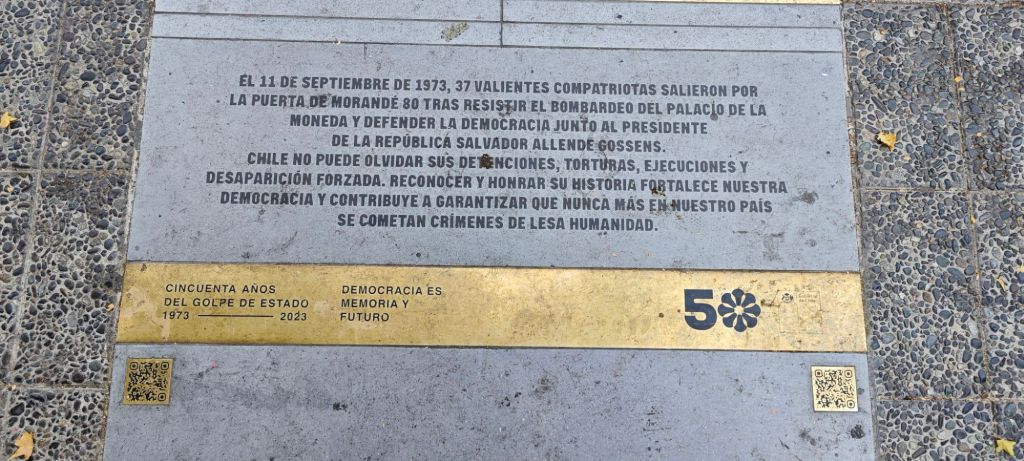 EL 11 DE SEPTIEMBRE DE 1973, 37 VALIENTES COMPATRIOTAS SALIERON POR
LA PUERTA DE MORANDÉ 80 TRAS RESISTIR EL BOMBARDEO DEL PALACIO DE LA
MONEDA Y DEFENDER LA DEMOCRACIA JUNTO AL PRESIDENTE
DE LA REPÚBLICA SALVADOR ALLENDE GOSSENS.
CHILE NO PUEDE OLVIDAR SUS DETENCIONES, TORTURAS, EJECUCIONES Y
DESAPARICIÓN FORZADA. RECONOCER Y HONRAR SU HISTORIA FORTALECE NUESTRA
DEMOCRACIA Y CONTRIBUYE A GARANTIZAR QUE NUNCA MÁS EN NUESTRO PAÍS
SE COMETAN CRÍMENES DE LESA HUMANIDAD.
CINCUENTA AÑOS
DEL GOLPE DE ESTADO
1973 — 2023
DEMOCRACIA ES
MEMORIA Y
FUTURO
50